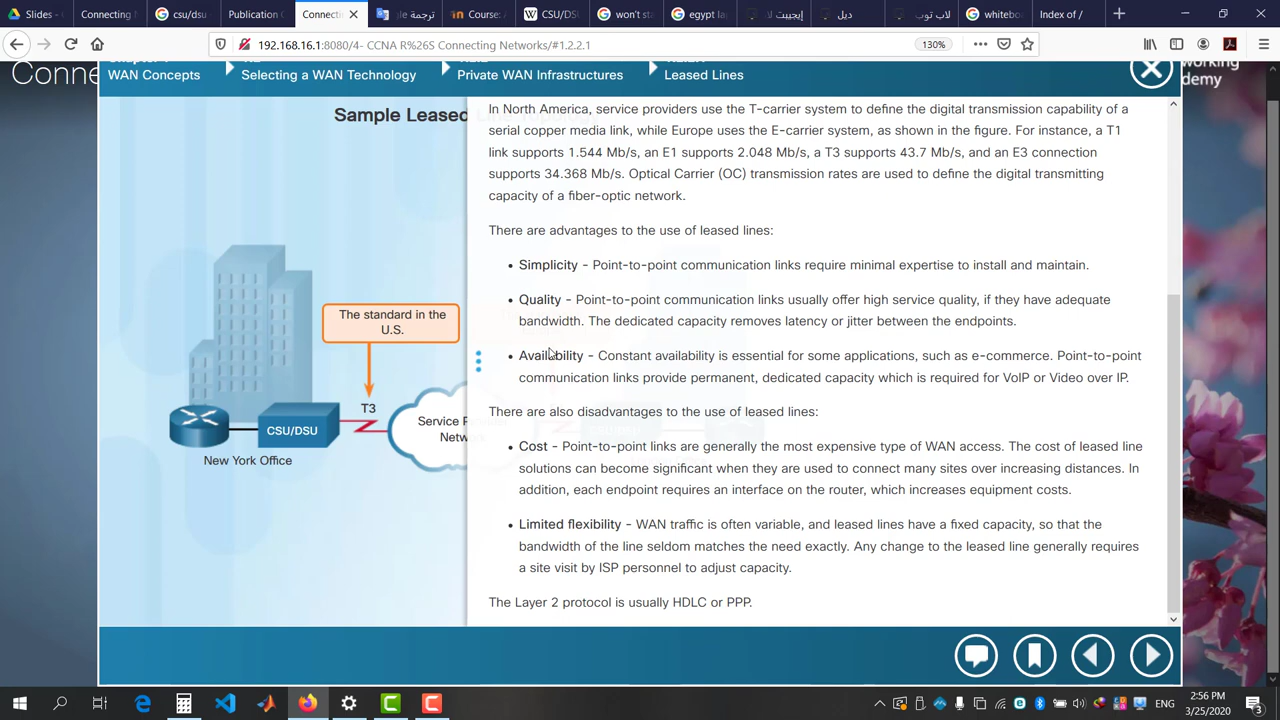 Slides -
Connecting N
csu/dsu
Publication
Connecti
ترجمة
gle
Course:
CSU/DS
won't sta
egypt la
إيجيبت لا
ديل
لاب توب
whiteboa
Index of /
192.168.16.1:8080/4- CCNA R%26S Connecting Networks/#1.2.2.1
130%
Conne
WAN Concepts
Selecting a WAN Technology
Private WAN Infrastructures
Leased Lines
working
demy
Sample Leased
In North America, service providers use the T-carrier system to define the digital transmission capability of a
serial copper media link, while Europe uses the E-carrier system, as shown in the figure. For instance, a T1
link supports 1.544 Mb/s, an E1 supports 2.048 Mb/s, a T3 supports 43.7 Mb/s, and an E3 connection
supports 34.368 Mb/s. Optical Carrier (OC) transmission rates are used to define the digital transmitting
capacity of a fiber-optic network.
There are advantages to the use of leased lines:
• Simplicity - Point-to-point communication links require minimal expertise to install and maintain.
• Quality - Point-to-point communication links usually offer high service quality, if they have adequate
bandwidth. The dedicated capacity removes latency or jitter between the endpoints.
• Availability - Constant availability is essential for some applications, such as e-commerce. Point-to-point
communication links provide permanent, dedicated capacity which is required for VoIP or Video over IP.
There are also disadvantages to the use of leased lines:
• Cost - Point-to-point links are generally the most expensive type of WAN access. The cost of leased line
solutions can become significant when they are used to connect many sites over increasing distances. In
addition, each endpoint requires an interface on the router, which increases equipment costs.
• Limited flexibility - WAN traffic is often variable, and leased lines have a fixed capacity, so that the
bandwidth of the line seldom matches the need exactly. Any change to the leased line generally requires
a site visit by ISP personnel to adjust capacity.
The Layer 2 protocol is usually HDLC or PPP.
The standard in the
U.S.
T3
CSU/DSU
Service
Netw
New York Office
ENG
2:56 PM
3/25/2020
3